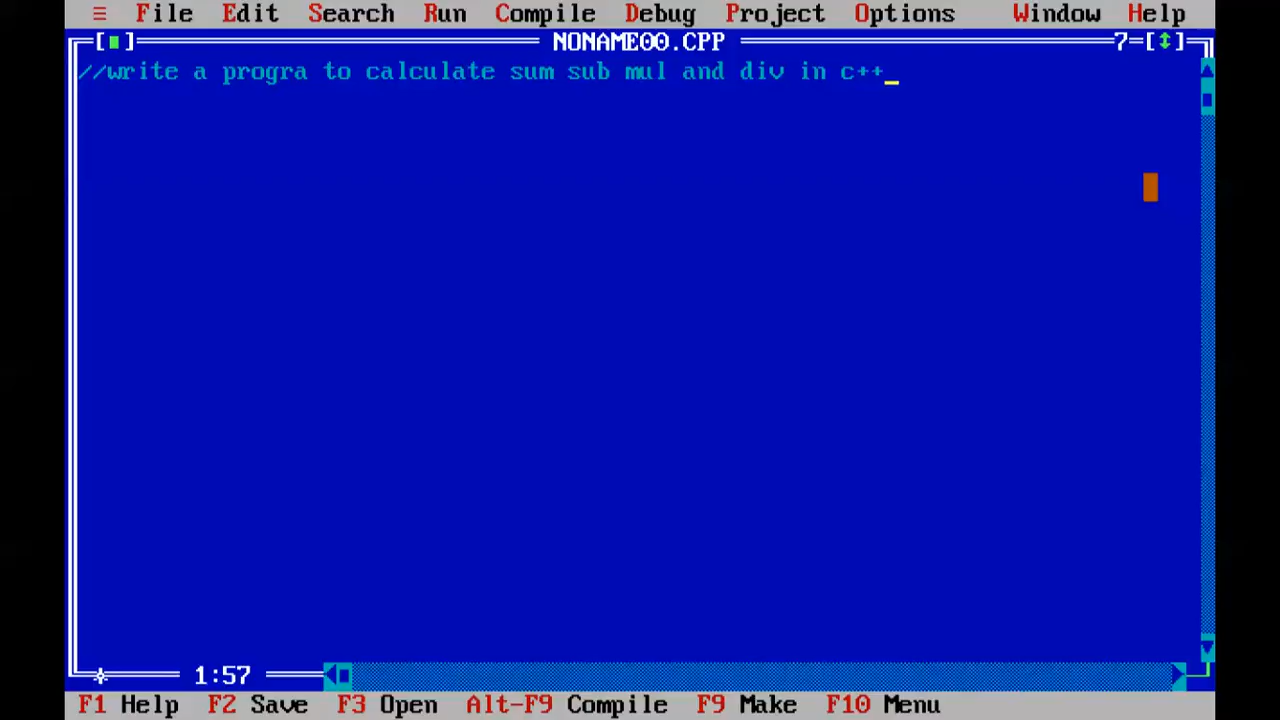 ≡ File Edit Search Run Compile Debug Project Options Window Help
[■] NONAME00.CPP 7=[↕]
//write a progra to calculate sum sub mul and div in c++_
* 1:57
F1 Help F2 Save F3 Open Alt-F9 Compile F9 Make F10 Menu